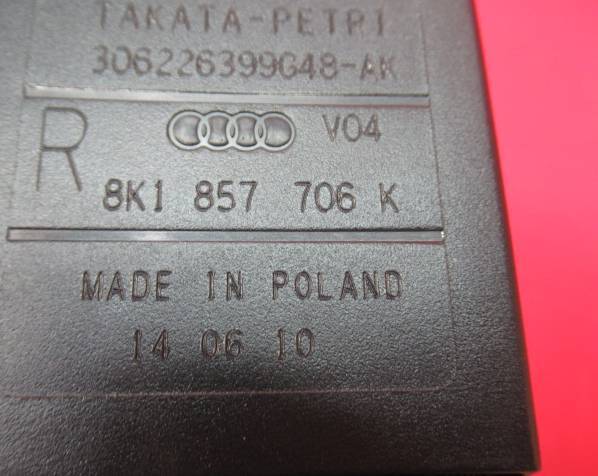 TAKATA-PETRI
306226399G48-AK
R V04
8K1 857 706 K
MADE IN POLAND
14 06 10